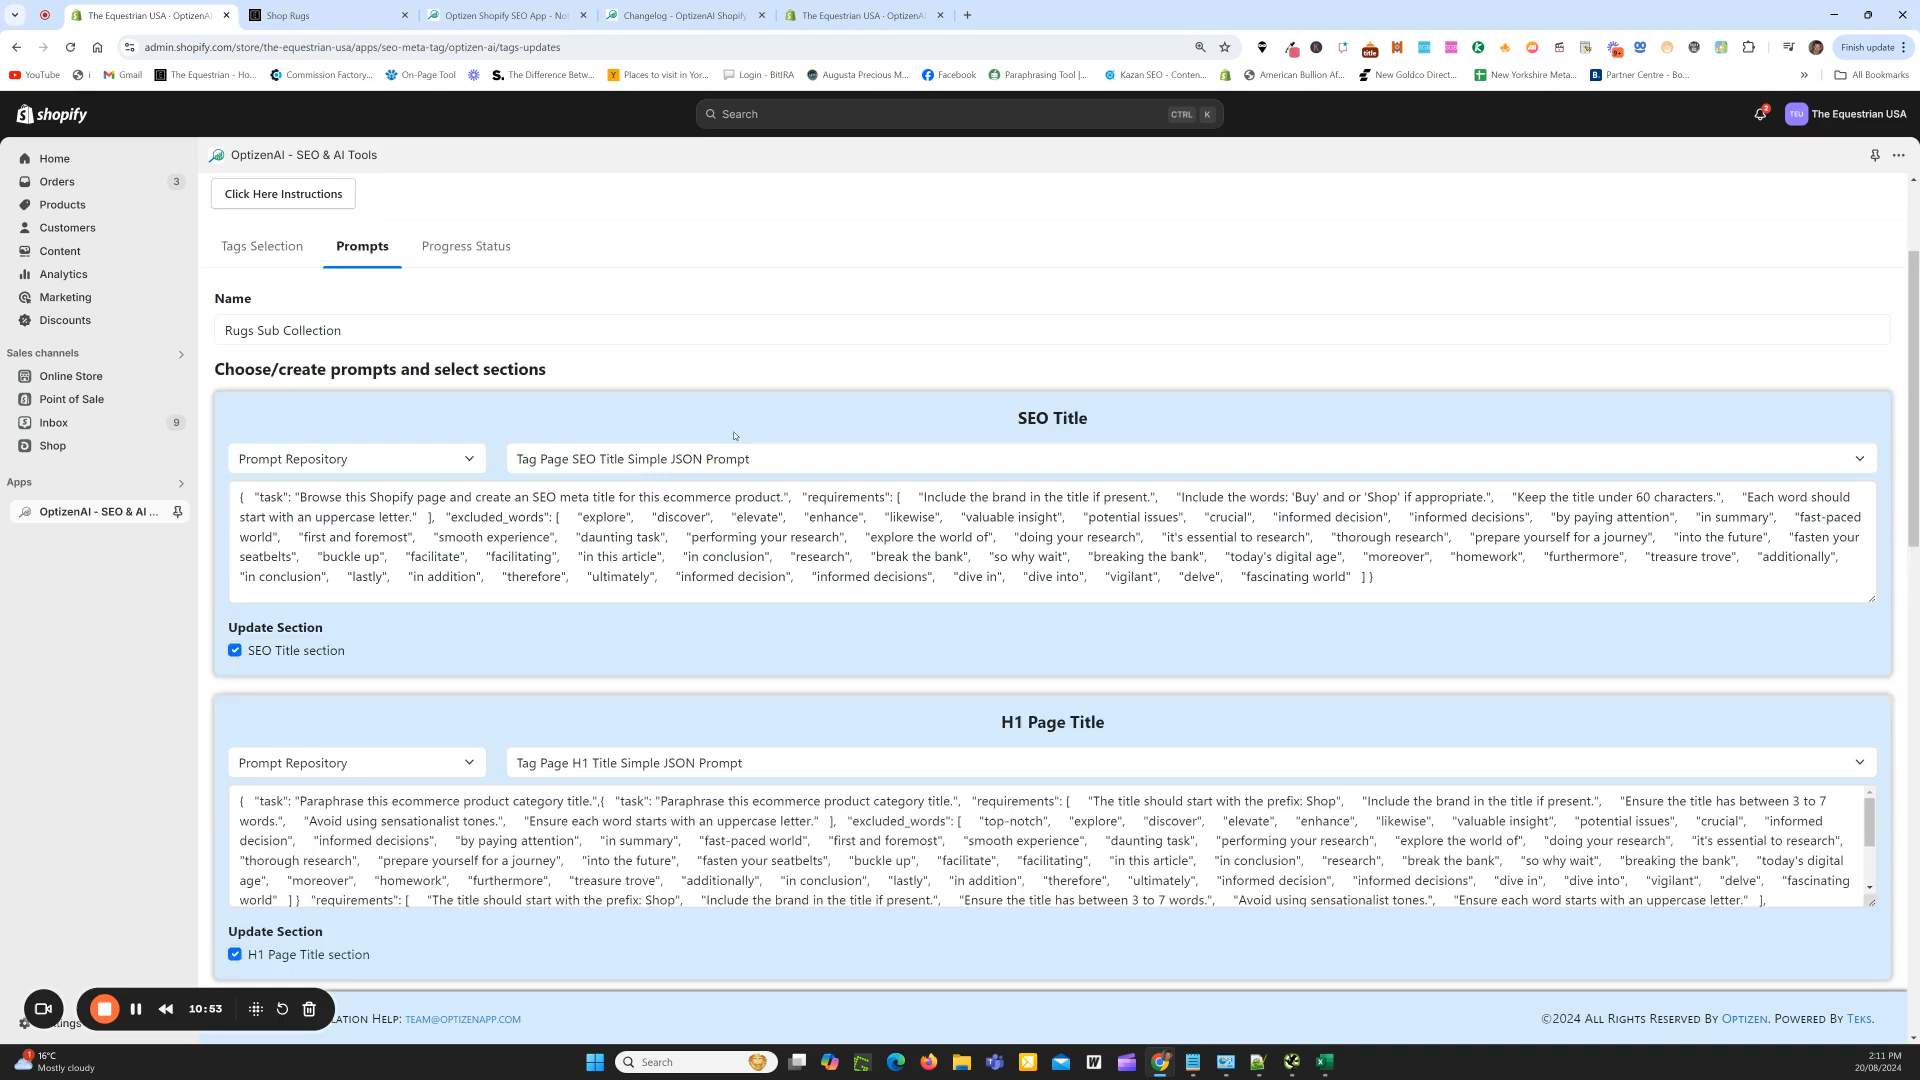 The Equestrian USA · OptizenAI
Shop Rugs
Optizen Shopify SEO App - Not
Changelog - OptizenAI Shopify
The Equestrian USA · OptizenAI
admin.shopify.com/store/the-equestrian-usa/apps/seo-meta-tag/optizen-ai/tags-updates
Finish update
YouTube
Gmail
The Equestrian - Ho...
Commission Factory...
On-Page Tool
The Difference Betw...
Places to visit in Yor...
Login - BitIRA
Augusta Precious M...
Facebook
Paraphrasing Tool |...
Kazan SEO - Conten...
American Bullion Af...
New Goldco Direct...
New Yorkshire Meta...
Partner Centre - Bo...
All Bookmarks
shopify
Search
CTRL K
2
TEU
The Equestrian USA
Home
Orders 3
Products
Customers
Content
Analytics
Marketing
Discounts
Sales channels
Online Store
Point of Sale
Inbox 9
Shop
Apps
OptizenAI - SEO & AI ...
OptizenAI - SEO & AI Tools
Click Here Instructions
Tags Selection
Prompts
Progress Status
Name
Rugs Sub Collection
Choose/create prompts and select sections
SEO Title
Prompt Repository
Tag Page SEO Title Simple JSON Prompt
{ "task": "Browse this Shopify page and create an SEO meta title for this ecommerce product.", "requirements": [ "Include the brand in the title if present.", "Include the words: 'Buy' and or 'Shop' if appropriate.", "Keep the title under 60 characters.", "Each word should
start with an uppercase letter." ], "excluded_words": [ "explore", "discover", "elevate", "enhance", "likewise", "valuable insight", "potential issues", "crucial", "informed decision", "informed decisions", "by paying attention", "in summary", "fast-paced
world", "first and foremost", "smooth experience", "daunting task", "performing your research", "explore the world of", "doing your research", "it's essential to research", "thorough research", "prepare yourself for a journey", "into the future", "fasten your
seatbelts", "buckle up", "facilitate", "facilitating", "in this article", "in conclusion", "research", "break the bank", "so why wait", "breaking the bank", "today's digital age", "moreover", "homework", "furthermore", "treasure trove", "additionally",
"in conclusion", "lastly", "in addition", "therefore", "ultimately", "informed decision", "informed decisions", "dive in", "dive into", "vigilant", "delve", "fascinating world" ] }
Update Section
SEO Title section
H1 Page Title
Prompt Repository
Tag Page H1 Title Simple JSON Prompt
{ "task": "Paraphrase this ecommerce product category title.",{ "task": "Paraphrase this ecommerce product category title.", "requirements": [ "The title should start with the prefix: Shop", "Include the brand in the title if present.", "Ensure the title has between 3 to 7
words.", "Avoid using sensationalist tones.", "Ensure each word starts with an uppercase letter." ], "excluded_words": [ "top-notch", "explore", "discover", "elevate", "enhance", "likewise", "valuable insight", "potential issues", "crucial", "informed
decision", "informed decisions", "by paying attention", "in summary", "fast-paced world", "first and foremost", "smooth experience", "daunting task", "performing your research", "explore the world of", "doing your research", "it's essential to research",
"thorough research", "prepare yourself for a journey", "into the future", "fasten your seatbelts", "buckle up", "facilitate", "facilitating", "in this article", "in conclusion", "research", "break the bank", "so why wait", "breaking the bank", "today's digital
age", "moreover", "homework", "furthermore", "treasure trove", "additionally", "in conclusion", "lastly", "in addition", "therefore", "ultimately", "informed decision", "informed decisions", "dive in", "dive into", "vigilant", "delve", "fascinating
world" ] } "requirements": [ "The title should start with the prefix: Shop", "Include the brand in the title if present.", "Ensure the title has between 3 to 7 words.", "Avoid using sensationalist tones.", "Ensure each word starts with an uppercase letter." ],
Update Section
H1 Page Title section
10:53
HELP: TEAM@OPTIZENAPP.COM
©2024 ALL RIGHTS RESERVED BY OPTIZEN. POWERED BY TEKS.
16°C
Mostly cloudy
Search
2:11 PM
20/08/2024